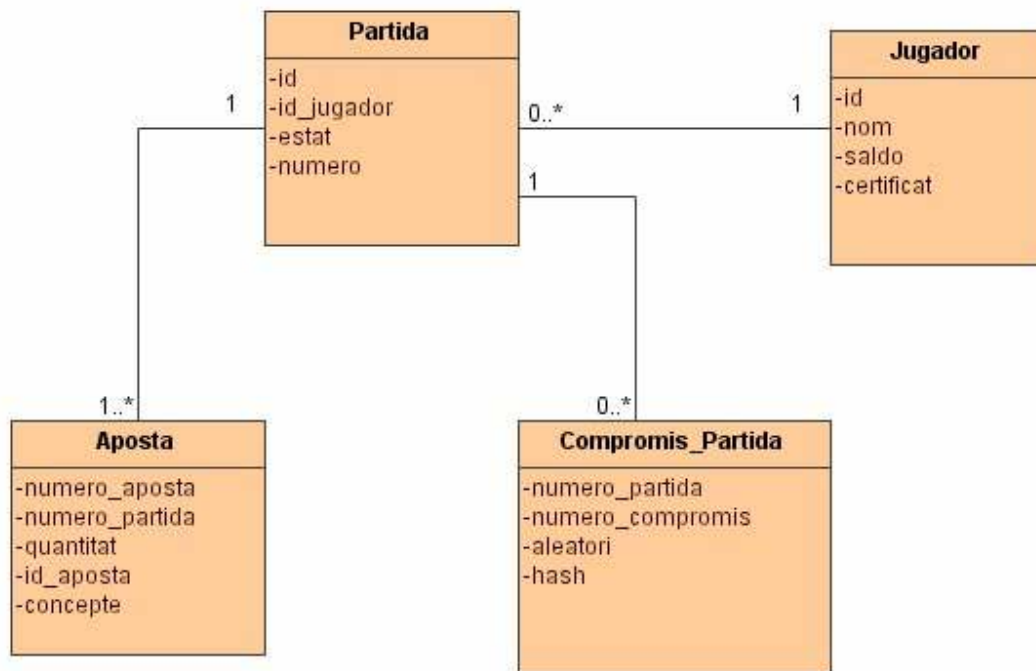 Partida
-id
-id_jugador
-estat
-numero
Jugador
-id
-nom
-saldo
-certificat
1
0..*
1
1
1..*
0..*
Aposta
-numero_aposta
-numero_partida
-quantitat
-id_aposta
-concepte
Compromis_Partida
-numero_partida
-numero_compromis
-aleatori
-hash